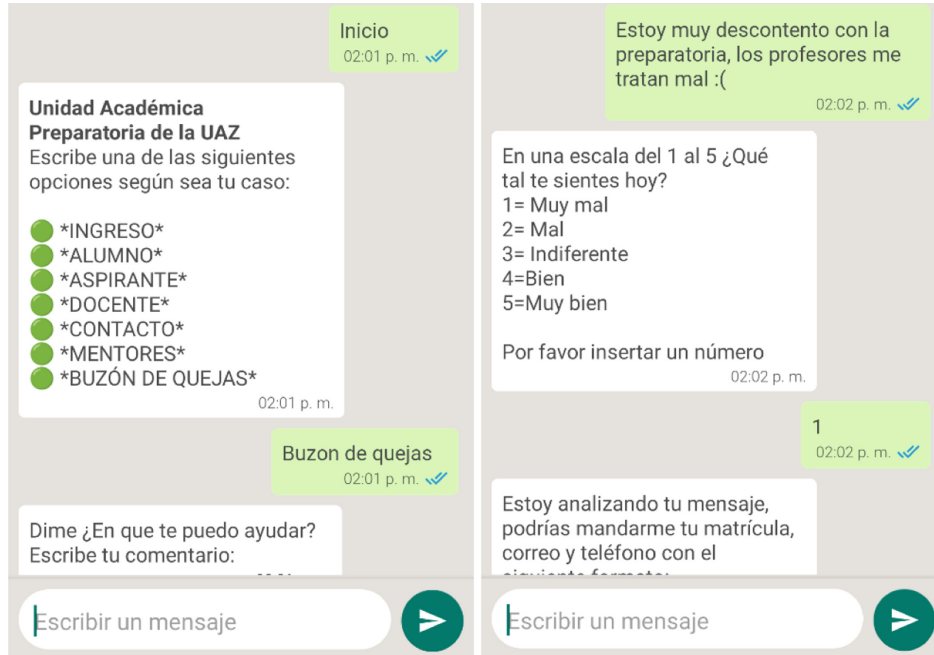 Inicio
02:01 p. m.
Unidad Académica
Preparatoria de la UAZ
Escribe una de las siguientes
opciones según sea tu caso:
*INGRESO*
*ALUMNO*
*ASPIRANTE*
*DOCENTE*
*CONTACTO*
*MENTORES*
*BUZÓN DE QUEJAS*
02:01 p. m.
Buzon de quejas
02:01 p. m.
Dime ¿En que te puedo ayudar?
Escribe tu comentario:
Escribir un mensaje
Estoy muy descontento con la
preparatoria, los profesores me
tratan mal :(
02:02 p. m.
En una escala del 1 al 5 ¿Qué
tal te sientes hoy?
1= Muy mal
2= Mal
3= Indiferente
4=Bien
5=Muy bien
Por favor insertar un número
02:02 p. m.
1
02:02 p. m.
Estoy analizando tu mensaje,
podrías mandarme tu matrícula,
correo y teléfono con el
Escribir un mensaje